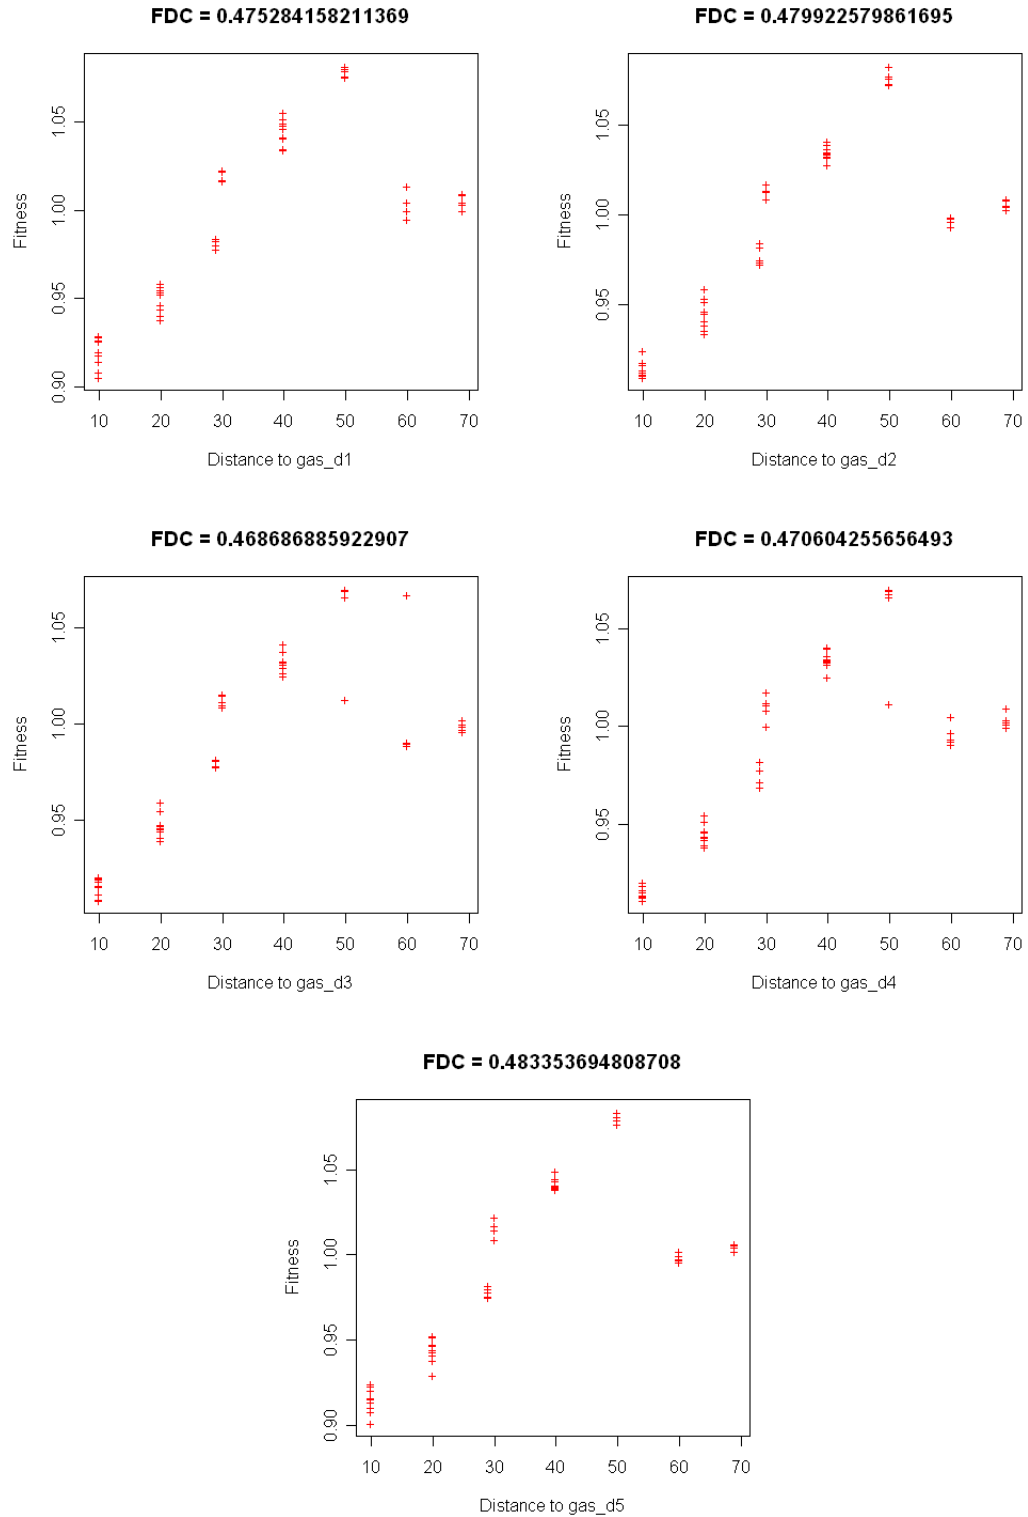 FDC = 0.475284158211369
Fitness
0.90 0.95 1.00 1.05
10 20 30 40 50 60 70
Distance to gas_d1
FDC = 0.479922579861695
Fitness
0.95 1.00 1.05
10 20 30 40 50 60 70
Distance to gas_d2
FDC = 0.468686885922907
Fitness
0.95 1.00 1.05
10 20 30 40 50 60 70
Distance to gas_d3
FDC = 0.470604255656493
Fitness
0.95 1.00 1.05
10 20 30 40 50 60 70
Distance to gas_d4
FDC = 0.483353694808708
Fitness
0.90 0.95 1.00 1.05
10 20 30 40 50 60 70
Distance to gas_d5